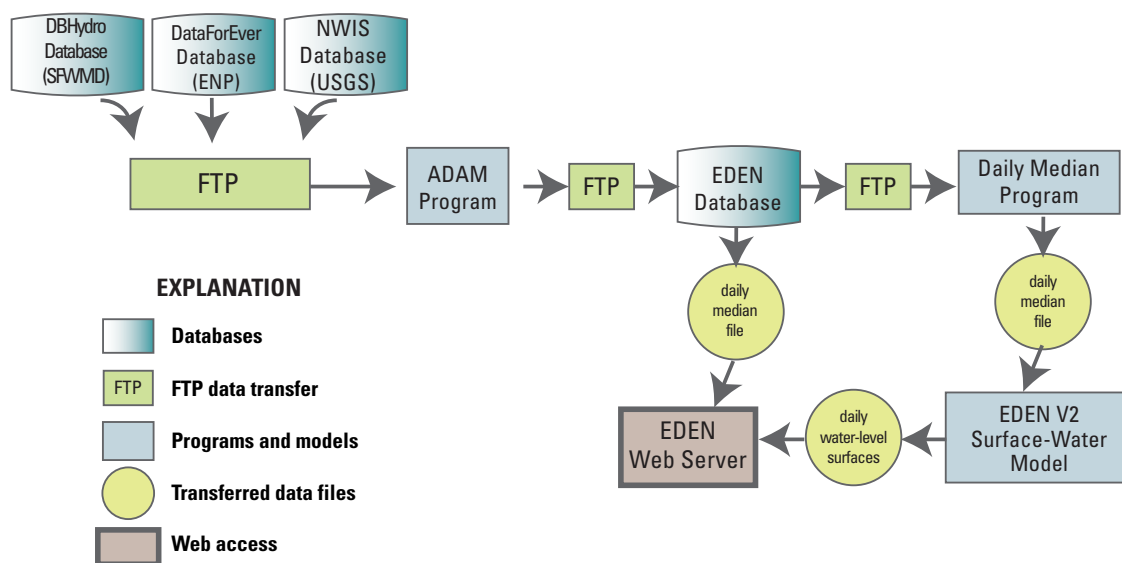 DBHydro
Database
(SFWMD)
DataForEver
Database
(ENP)
NWIS
Database
(USGS)
FTP
ADAM
Program
FTP
EDEN
Database
FTP
Daily Median
Program
daily
median
file
daily
median
file
EDEN
Web Server
daily
water-level
surfaces
EDEN V2
Surface-Water
Model
EXPLANATION
Databases
FTP
FTP data transfer
Programs and models
Transferred data files
Web access